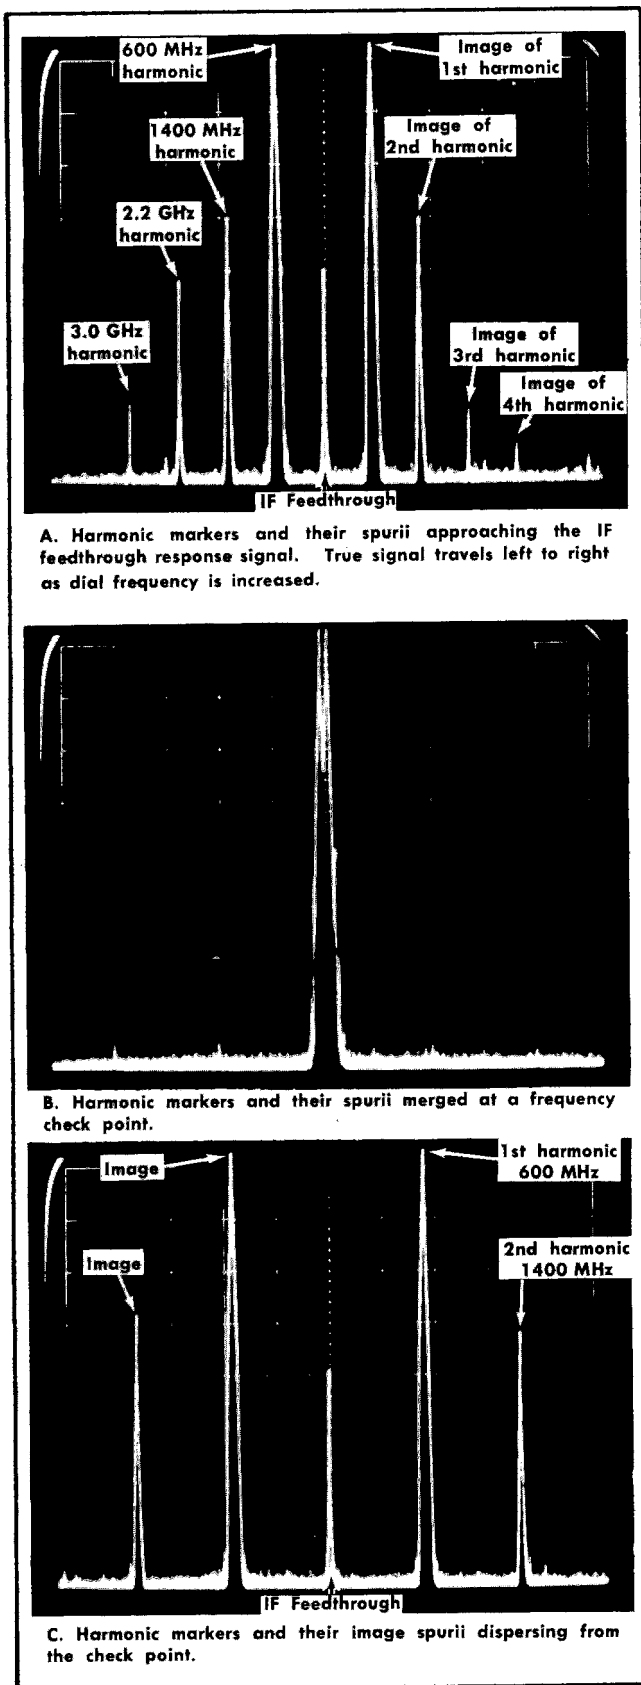 600 MHz
harmonic
Image of
1st harmonic
1400 MHz
harmonic
Image of
2nd harmonic
2.2 GHz
harmonic
3.0 GHz
harmonic
Image of
3rd harmonic
Image of
4th harmonic
IF Feedthrough
A. Harmonic markers and their spurii approaching the IF
feedthrough response signal. True signal travels left to right
as dial frequency is increased.
B. Harmonic markers and their spurii merged at a frequency
check point.
Image
1st harmonic
600 MHz
Image
2nd harmonic
1400 MHz
IF Feedthrough
C. Harmonic markers and their image spurii dispersing from
the check point.